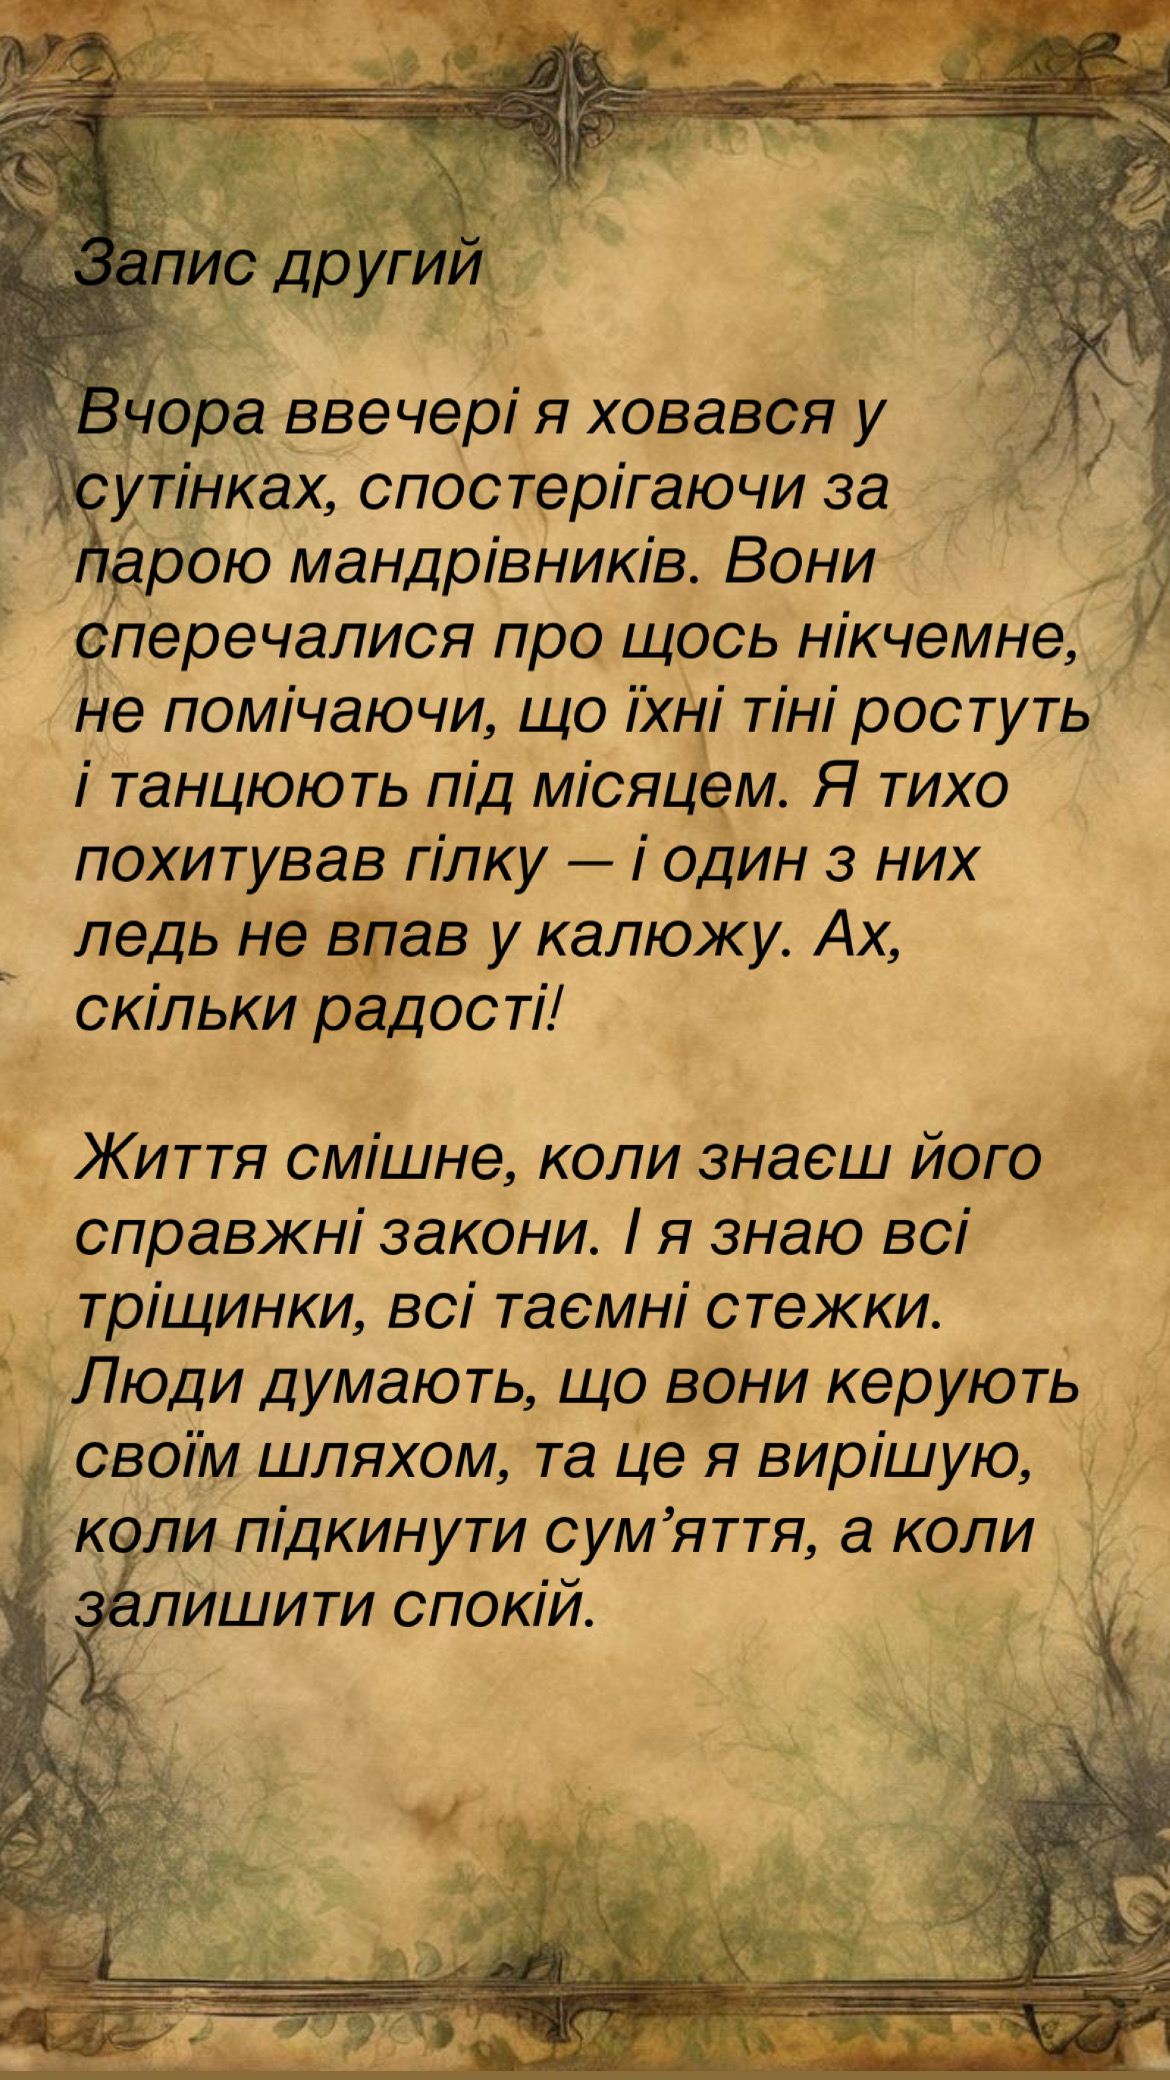 Запис другий
Вчора ввечері я ховався у
сутінках, спостерігаючи за
парою мандрівників. Вони
сперечалися про щось нікчемне,
не помічаючи, що їхні тіні ростуть
і танцюють під місяцем. Я тихо
похитував гілку — і один з них
ледь не впав у калюжу. Ах,
скільки радості!
Життя смішне, коли знаєш його
справжні закони. І я знаю всі
тріщинки, всі таємні стежки.
Люди думають, що вони керують
своїм шляхом, та це я вирішую,
коли підкинути сум’яття, а коли
залишити спокій.